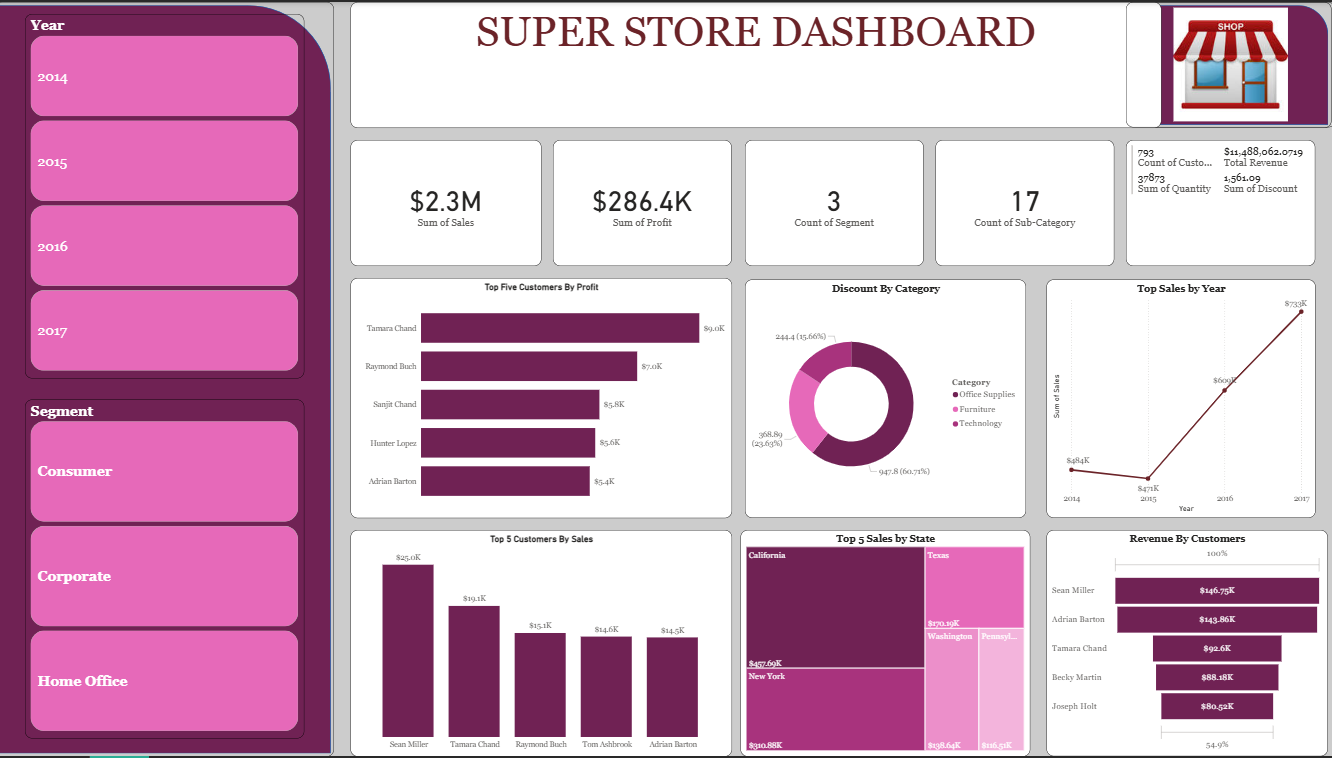 Year
2014
2015
2016
2017
Segment
Consumer
Corporate
Home Office
SUPER STORE DASHBOARD
SHOP
$2.3M
Sum of Sales
$286.4K
Sum of Profit
3
Count of Segment
17
Count of Sub-Category
793
Count of Custo...
$11,488,062.0719
Total Revenue
37873
Sum of Quantity
1,561.09
Sum of Discount
Top Five Customers By Profit
Tamara Chand $9.0K
Raymond Buch $7.0K
Sanjit Chand $5.8K
Hunter Lopez $5.6K
Adrian Barton $5.4K
Discount By Category
244.4 (15.66%)
368.89
(23.63%)
947.8 (60.71%)
Category
Office Supplies
Furniture
Technology
Top Sales by Year
$733K
$609K
$484K
$471K
Sum of Sales
2014 2015 2016 2017
Year
Top 5 Customers By Sales
$25.0K
$19.1K
$15.1K
$14.6K
$14.5K
Sean Miller Tamara Chand Raymond Buch Tom Ashbrook Adrian Barton
Top 5 Sales by State
California
$457.69K
New York
$310.88K
Texas
$170.19K
Washington
$138.64K
Pennsyl...
$116.51K
Revenue By Customers
100%
Sean Miller $146.75K
Adrian Barton $143.86K
Tamara Chand $92.6K
Becky Martin $88.18K
Joseph Holt $80.52K
54.9%